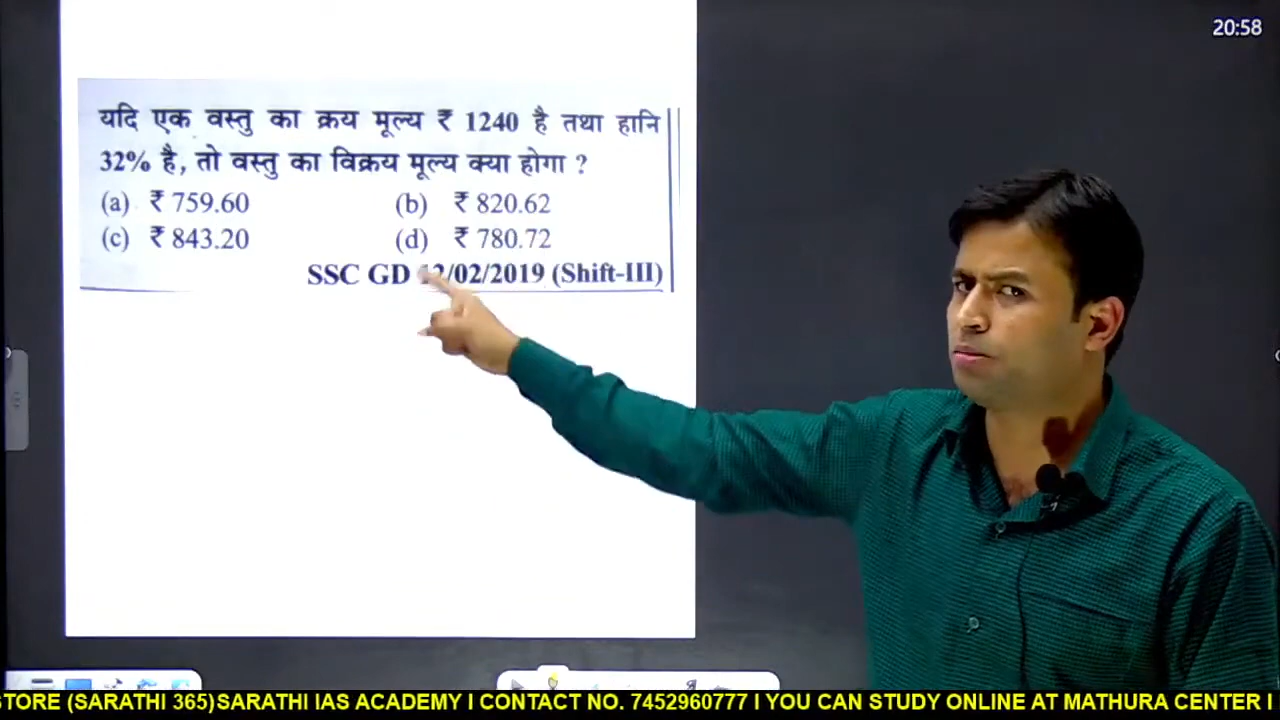 20:58
यदि एक वस्तु का क्रय मूल्य ₹ 1240 है तथा हानि
32% है, तो वस्तु का विक्रय मूल्य क्या होगा ?
(a) ₹ 759.60 (b) ₹ 820.62
(c) ₹ 843.20 (d) ₹ 780.72
SSC GD 12/02/2019 (Shift-III)
STORE (SARATHI 365)SARATHI IAS ACADEMY I CONTACT NO. 7452960777 I YOU CAN STUDY ONLINE AT MATHURA CENTER I